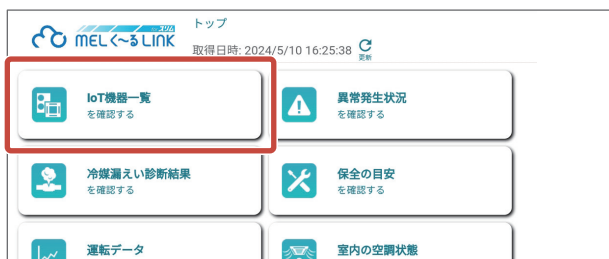 MELく～るLINK for スリム
トップ
取得日時: 2024/5/10 16:25:38 更新
IoT機器一覧
を確認する
異常発生状況
を確認する
冷媒漏えい診断結果
を確認する
保全の目安
を確認する
運転データ
室内の空調状態